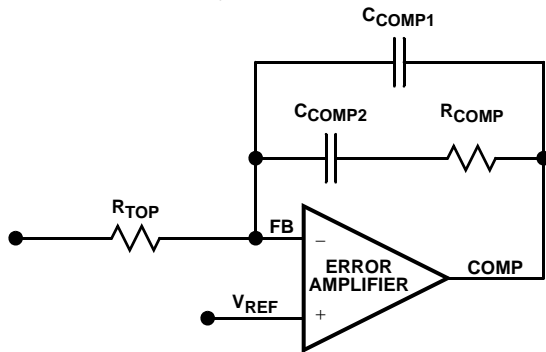 CCOMP1
CCOMP2
RCOMP
RTOP
FB
−
ERROR
AMPLIFIER
COMP
VREF
+